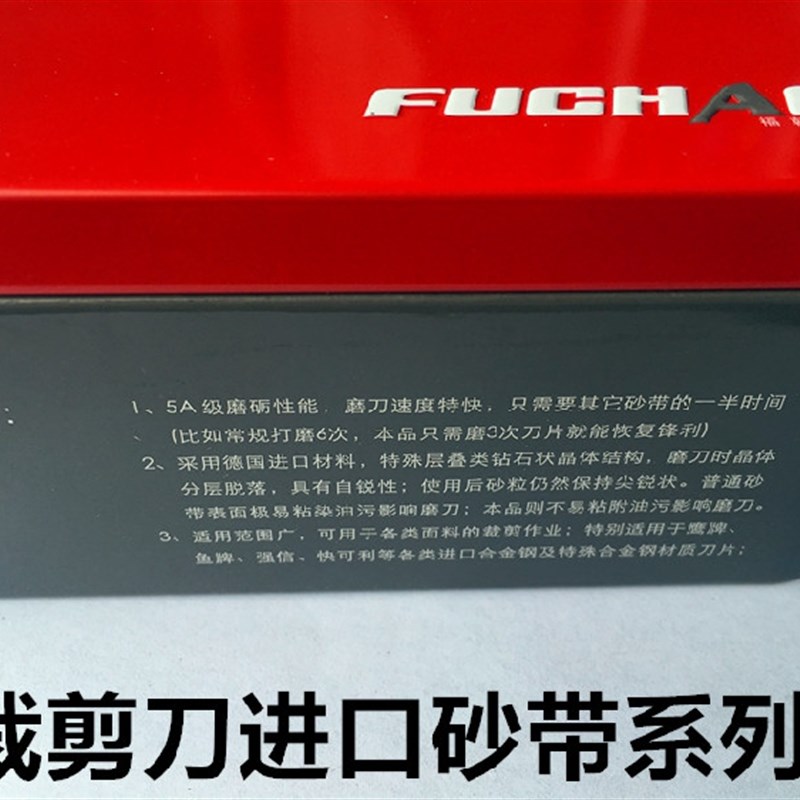 FUCHA
福
1、5A级磨砺性能，磨刀速度特快，只需要其它砂带的一半时间
、(比如常规打磨6次，本品只需磨3次刀片就能恢复锋利)
2、采用德国进口材料，特殊层叠类钻石状晶体结构，磨刀时晶体
分层脱落，具有自锐性；使用后砂粒仍然保持尖锐状。普通砂
带表面极易粘染油污影响磨刀；本品则不易粘附油污影响磨刀。
3、适用范围广，可用于各类面料的裁剪作业；特别适用于鹰牌、
鱼牌、强信、快可利等各类进口合金钢及特殊合金钢材质刀片；
裁剪刀进口砂带系列